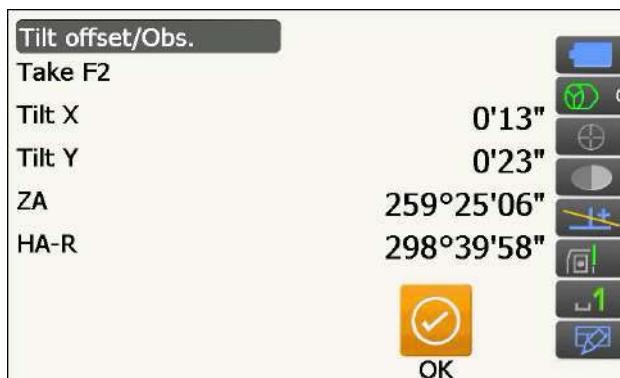 Tilt offset/Obs.
Take F2
Tilt X 0'13"
Tilt Y 0'23"
ZA 259°25'06"
HA-R 298°39'58"
1
OK